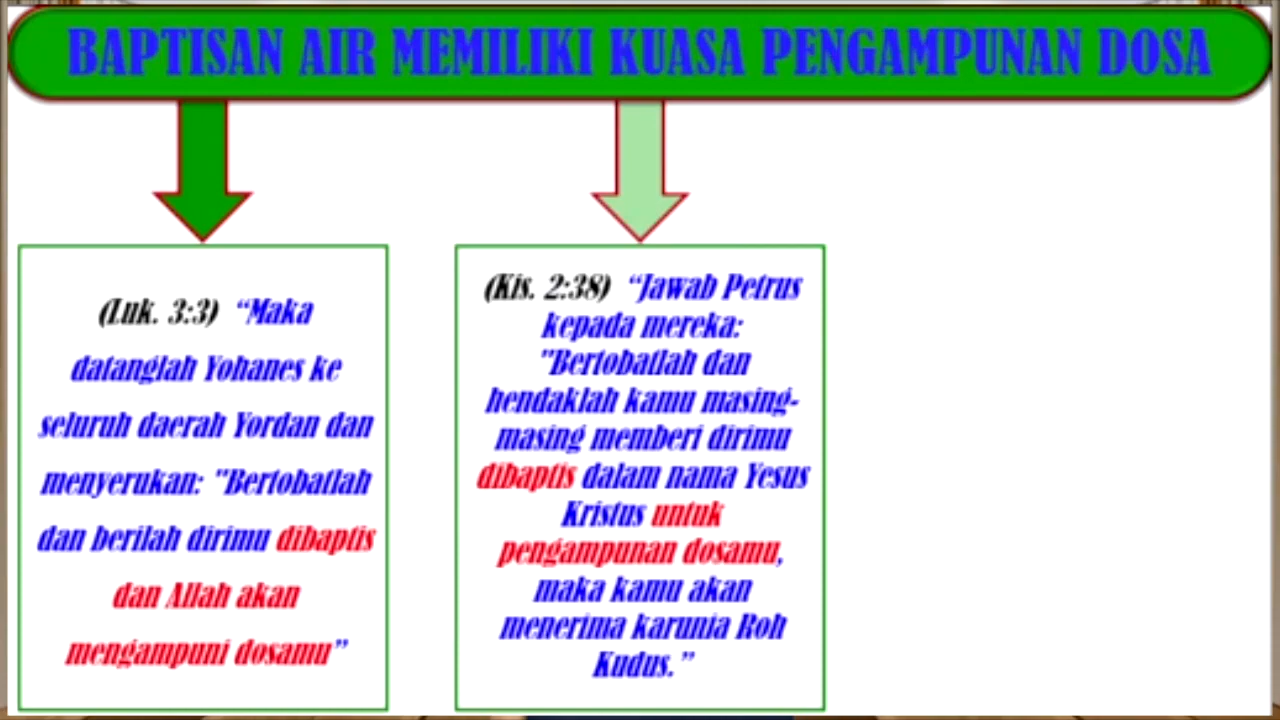 BAPTISAN AIR MEMILIKI KUASA PENGAMPUNAN DOSA
(Luk. 3:3) “Maka
datanglah Yohanes ke
seluruh daerah Yordan dan
menyerukan: "Bertobatlah
dan berilah dirimu dibaptis
dan Allah akan
mengampuni dosamu”
(Kis. 2:38) “Jawab Petrus
kepada mereka:
"Bertobatlah dan
hendaklah kamu masing-
masing memberi dirimu
dibaptis dalam nama Yesus
Kristus untuk
pengampunan dosamu,
maka kamu akan
menerima karunia Roh
Kudus.”